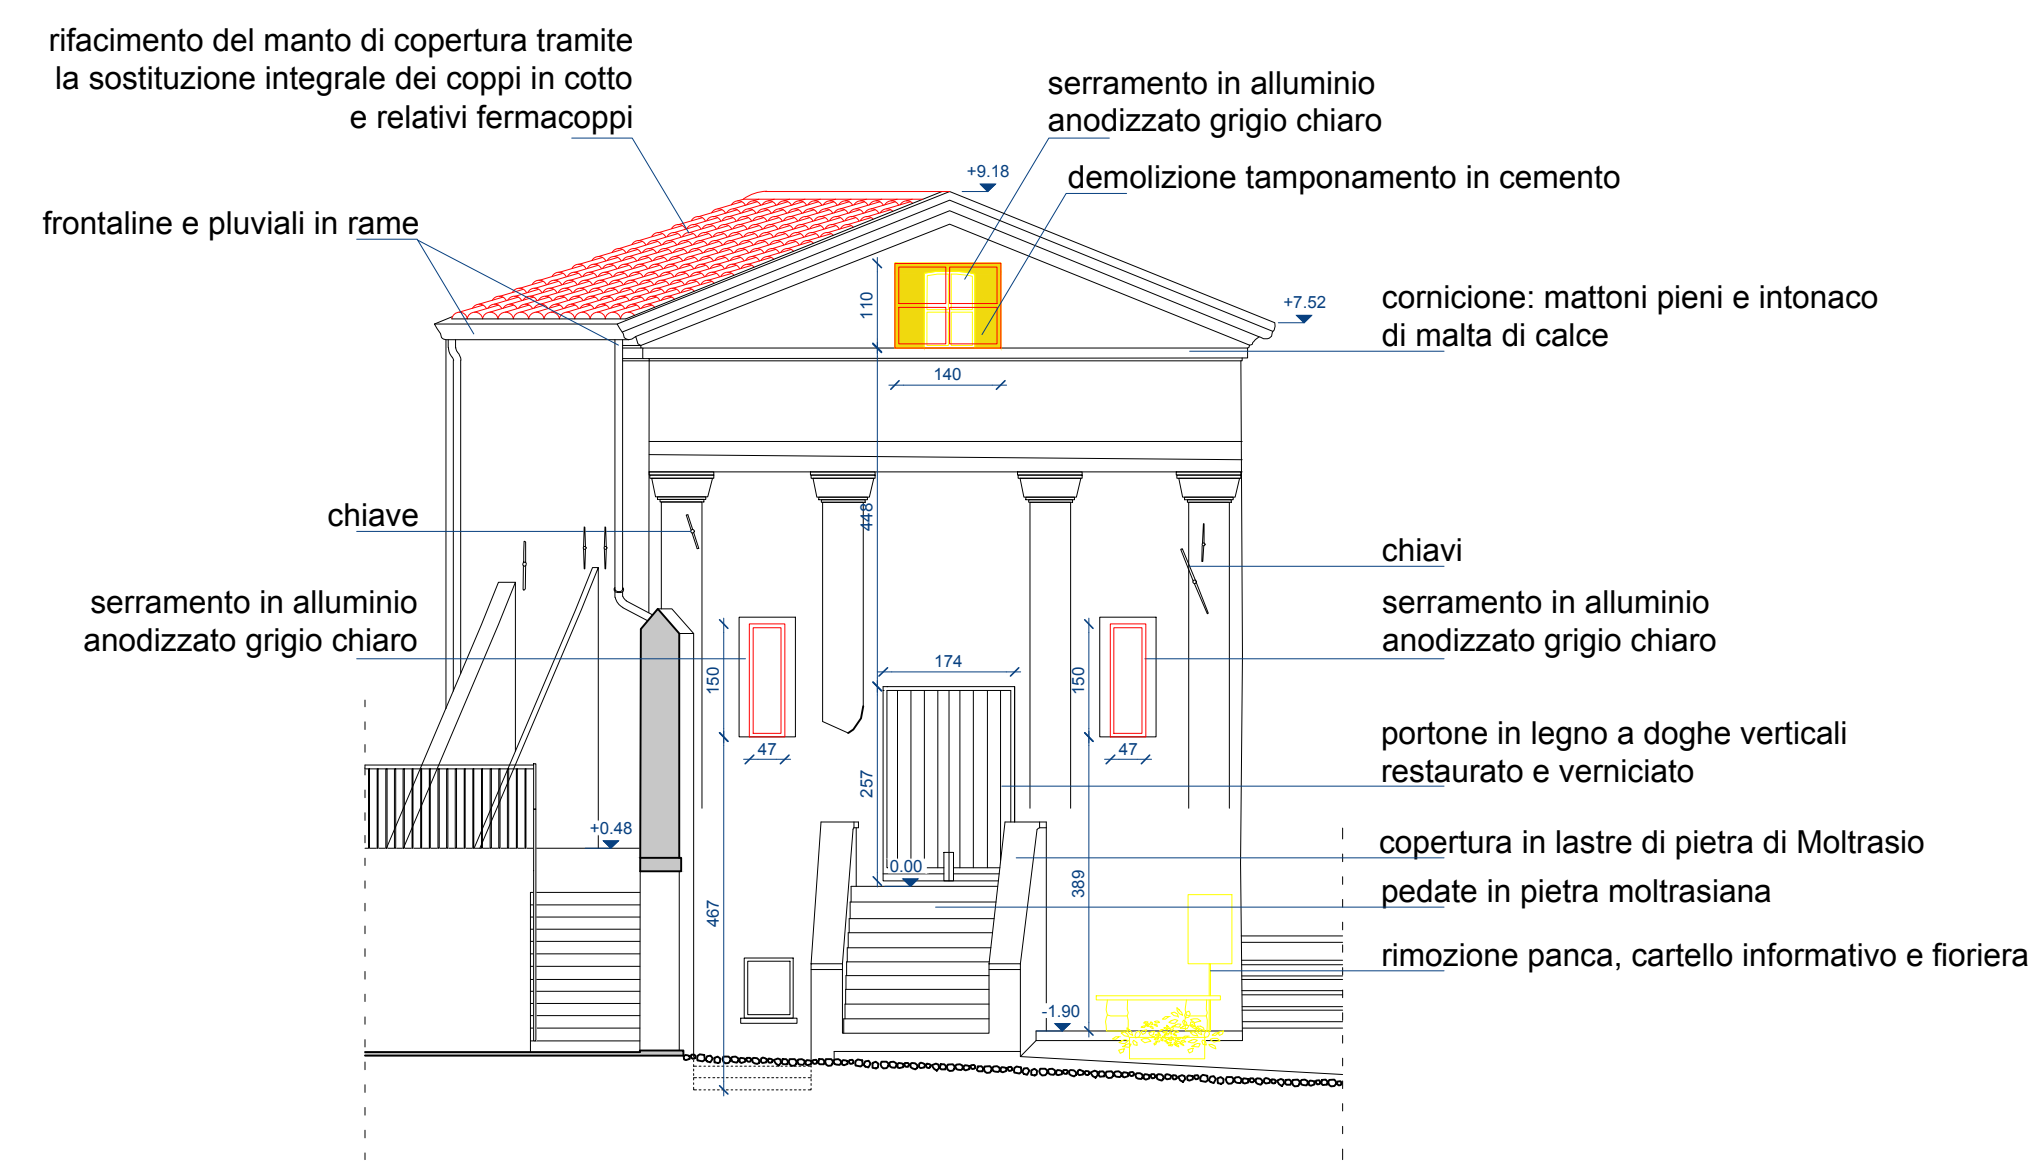 rifacimento del manto di copertura tramite
la sostituzione integrale dei coppi in cotto
e relativi fermacoppi
serramento in alluminio
anodizzato grigio chiaro
+9.18
demolizione tamponamento in cemento
frontaline e pluviali in rame
110
+7.52
cornicione: mattoni pieni e intonaco
di malta di calce
140
chiave
448
chiavi
serramento in alluminio
anodizzato grigio chiaro
serramento in alluminio
anodizzato grigio chiaro
150
174
150
47
47
portone in legno a doghe verticali
restaurato e verniciato
257
+0.48
0.00
copertura in lastre di pietra di Moltrasio
389
pedate in pietra moltrasiana
467
rimozione panca, cartello informativo e fioriera
-1.90